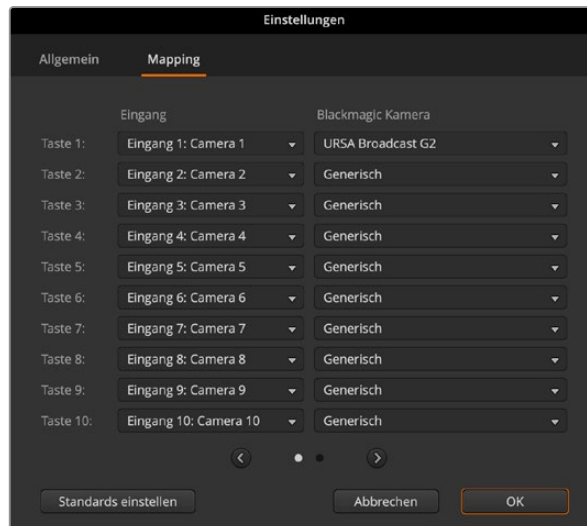 Einstellungen
Allgemein Mapping
Eingang Blackmagic Kamera
Taste 1: Eingang 1: Camera 1 URSA Broadcast G2
Taste 2: Eingang 2: Camera 2 Generisch
Taste 3: Eingang 3: Camera 3 Generisch
Taste 4: Eingang 4: Camera 4 Generisch
Taste 5: Eingang 5: Camera 5 Generisch
Taste 6: Eingang 6: Camera 6 Generisch
Taste 7: Eingang 7: Camera 7 Generisch
Taste 8: Eingang 8: Camera 8 Generisch
Taste 9: Eingang 9: Camera 9 Generisch
Taste 10: Eingang 10: Camera 10 Generisch
Standards einstellen Abbrechen OK